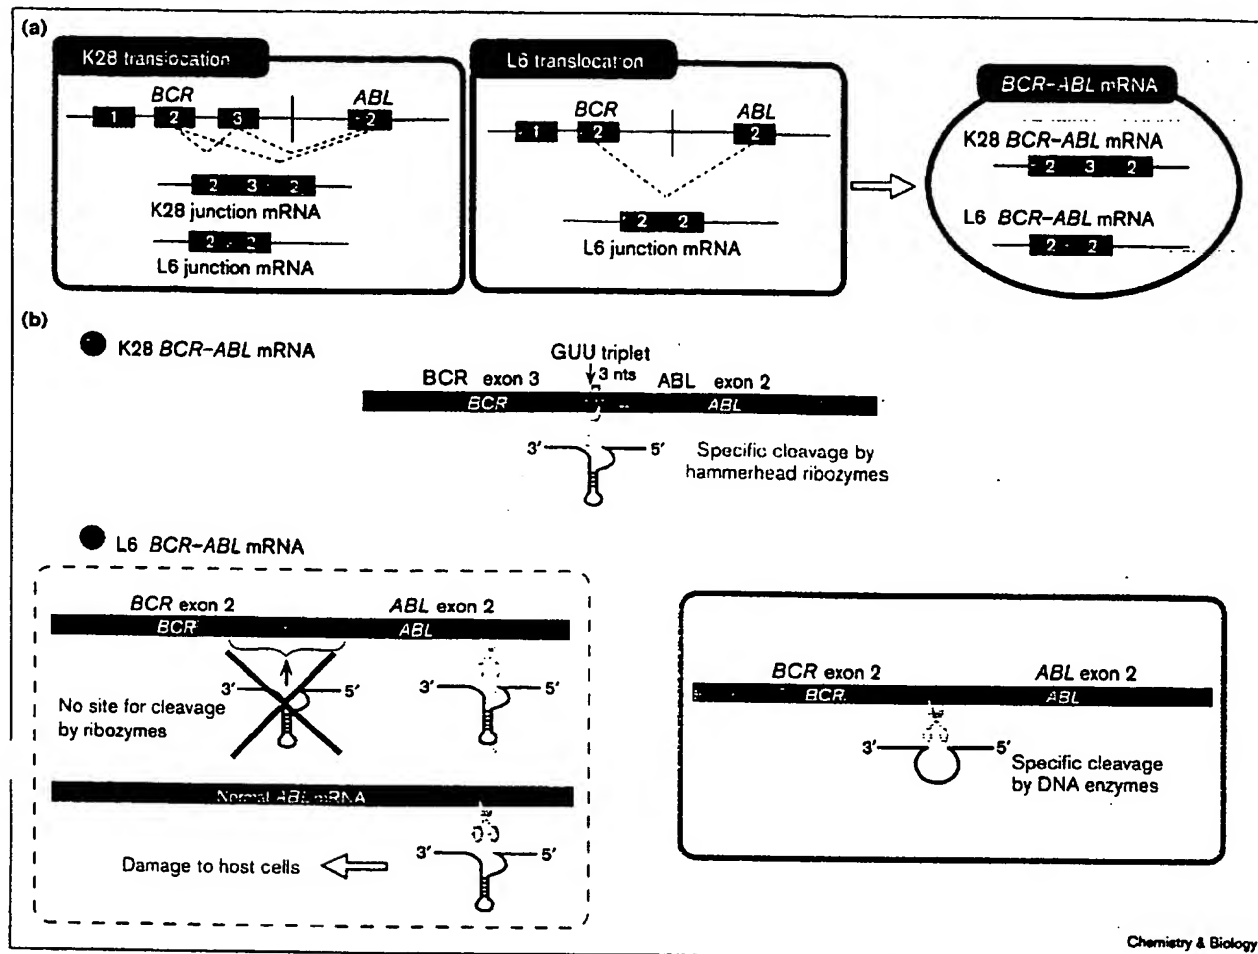 (a)
K28 translocation
BCR
ABL
1 2 3 2
2 3 2
K28 junction mRNA
2 2
L6 junction mRNA
L6 translocation
BCR
ABL
1 2 2
2 2
L6 junction mRNA
BCR–ABL mRNA
K28 BCR–ABL mRNA
2 3 2
L6 BCR–ABL mRNA
2 2
(b)
K28 BCR–ABL mRNA
GUU triplet
3 nts
BCR exon 3
ABL exon 2
BCR
ABL
3′ 5′
Specific cleavage by
hammerhead ribozymes
L6 BCR–ABL mRNA
BCR exon 2
ABL exon 2
BCR
ABL
3′ 5′
3′ 5′
No site for cleavage
by ribozymes
Normal ABL mRNA
3′ 5′
Damage to host cells
BCR exon 2
ABL exon 2
BCR
ABL
3′ 5′
Specific cleavage
by DNA enzymes
Chemistry & Biology